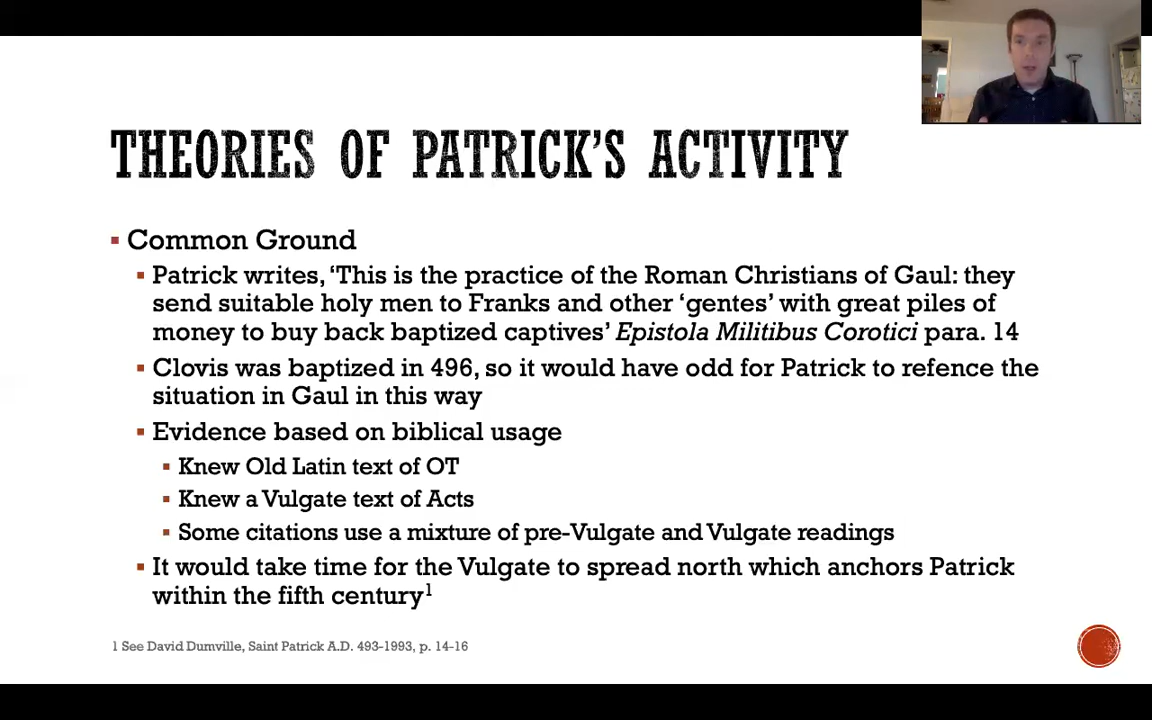 THEORIES OF PATRICK'S ACTIVITY
▪ Common Ground
▪ Patrick writes, ‘This is the practice of the Roman Christians of Gaul: they
send suitable holy men to Franks and other ‘gentes’ with great piles of
money to buy back baptized captives’ Epistola Militibus Corotici para. 14
▪ Clovis was baptized in 496, so it would have odd for Patrick to refence the
situation in Gaul in this way
▪ Evidence based on biblical usage
▪ Knew Old Latin text of OT
▪ Knew a Vulgate text of Acts
▪ Some citations use a mixture of pre-Vulgate and Vulgate readings
▪ It would take time for the Vulgate to spread north which anchors Patrick
within the fifth century¹
1 See David Dumville, Saint Patrick A.D. 493-1993, p. 14-16